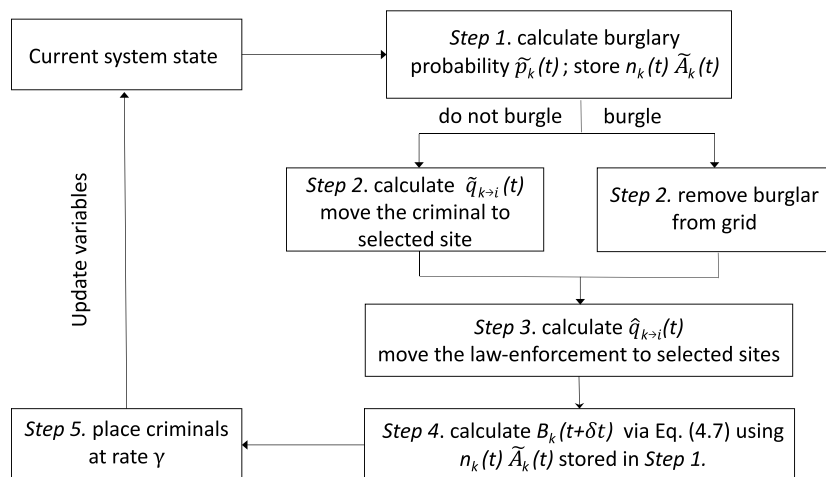 Current system state
Step 1. calculate burglary
probability p̃ₖ(t) ; store nₖ(t) Ãₖ(t)
do not burgle
burgle
Step 2. calculate q̃ₖ→ᵢ(t)
move the criminal to
selected site
Step 2. remove burglar
from grid
Update variables
Step 3. calculate q̂ₖ→ᵢ(t)
move the law-enforcement to selected sites
Step 5. place criminals
at rate γ
Step 4. calculate Bₖ(t+δt) via Eq. (4.7) using
nₖ(t) Ãₖ(t) stored in Step 1.